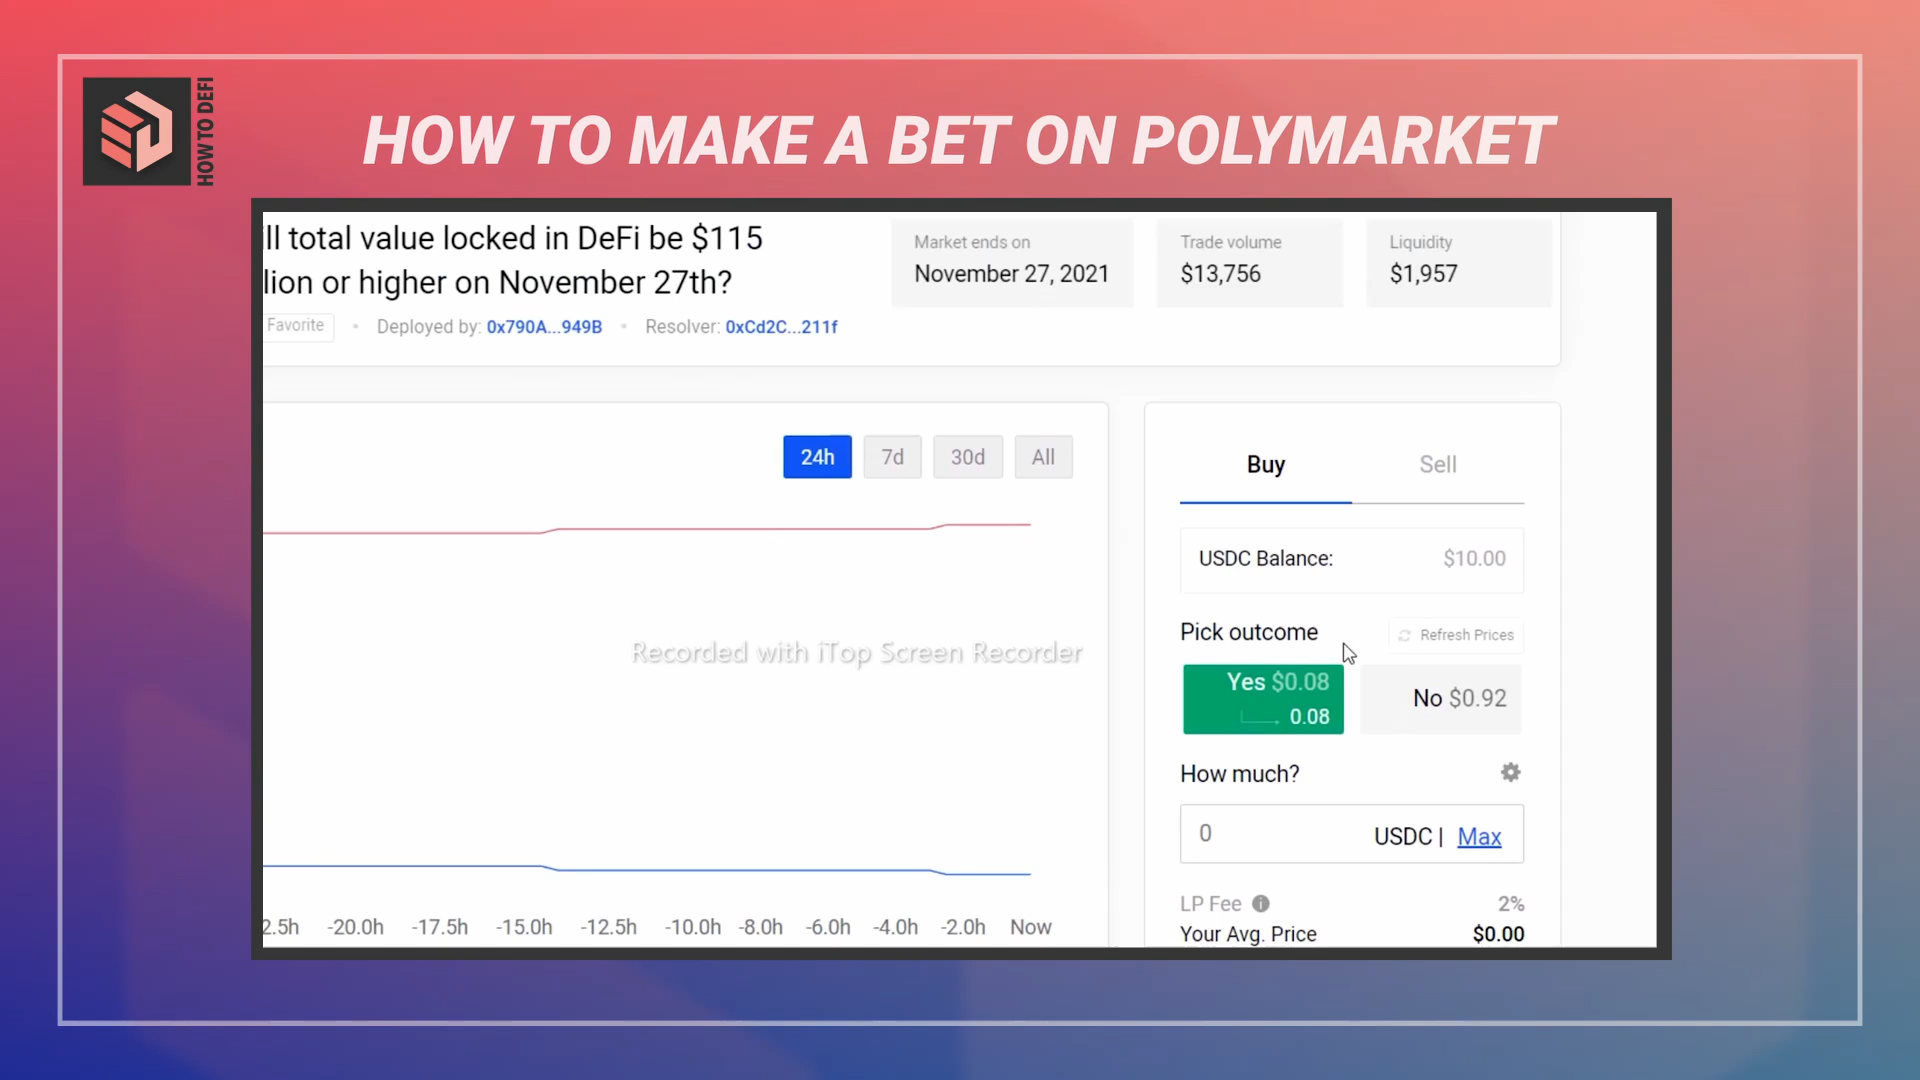 HOW TO DEFI
HOW TO MAKE A BET ON POLYMARKET
ill total value locked in DeFi be $115
lion or higher on November 27th?
Favorite • Deployed by: 0x790A...949B • Resolver: 0xCd2C...211f
Market ends on
November 27, 2021
Trade volume
$13,756
Liquidity
$1,957
24h 7d 30d All
Buy Sell
USDC Balance: $10.00
Pick outcome Refresh Prices
Yes $0.08
0.08
No $0.92
How much?
0 USDC | Max
LP Fee 2%
Your Avg. Price $0.00
Recorded with iTop Screen Recorder
2.5h -20.0h -17.5h -15.0h -12.5h -10.0h -8.0h -6.0h -4.0h -2.0h Now